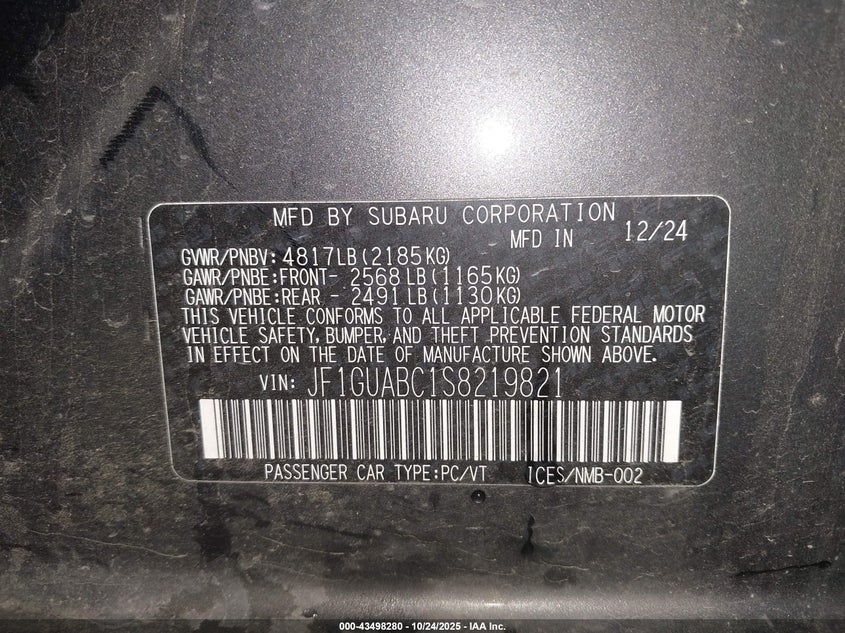 MFD BY SUBARU CORPORATION
MFD IN 12/24
GVWR/PNBV: 4817LB(2185KG)
GAWR/PNBE:FRONT- 2568LB(1165KG)
GAWR/PNBE:REAR - 2491LB(1130KG)
THIS VEHICLE CONFORMS TO ALL APPLICABLE FEDERAL MOTOR
VEHICLE SAFETY, BUMPER, AND THEFT PREVENTION STANDARDS
IN EFFECT ON THE DATE OF MANUFACTURE SHOWN ABOVE.
VIN: JF1GUABC1S8219821
PASSENGER CAR TYPE:PC/VT ICES/NMB-002
000-43498280 - 10/24/2025 - IAA Inc.